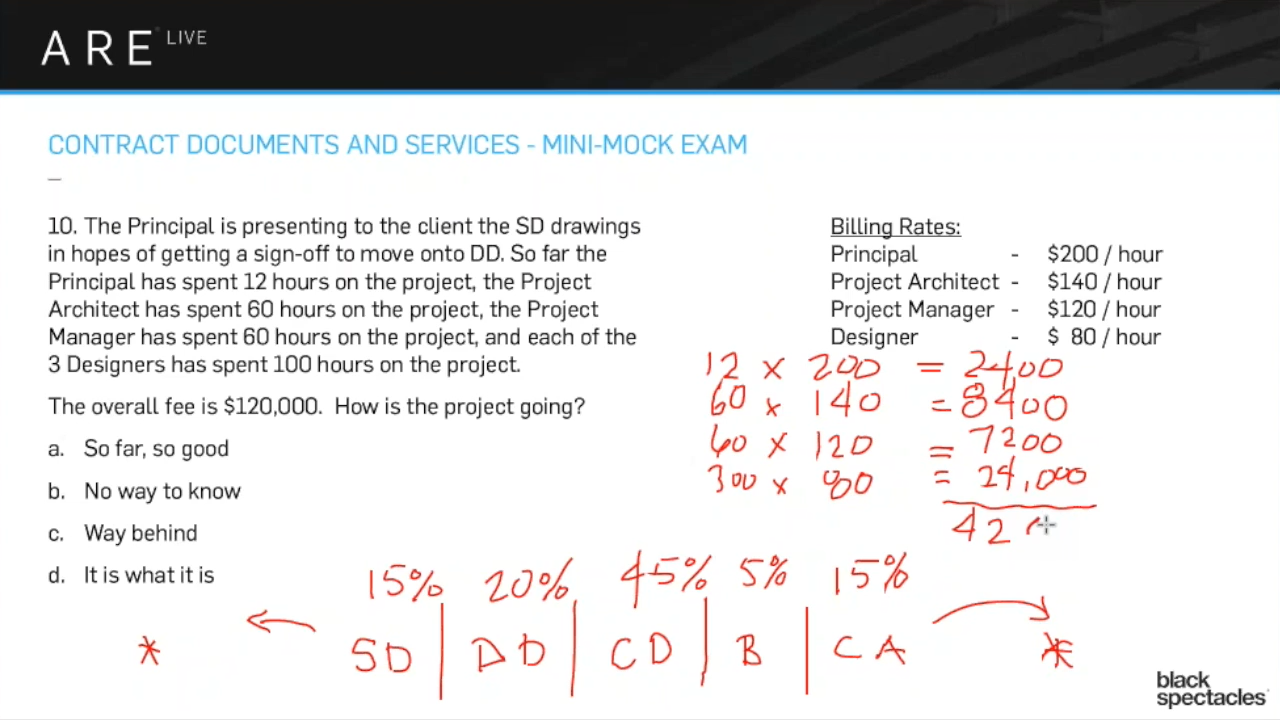 ARE LIVE
CONTRACT DOCUMENTS AND SERVICES - MINI-MOCK EXAM
10. The Principal is presenting to the client the SD drawings
in hopes of getting a sign-off to move onto DD. So far the
Principal has spent 12 hours on the project, the Project
Architect has spent 60 hours on the project, the Project
Manager has spent 60 hours on the project, and each of the
3 Designers has spent 100 hours on the project.
The overall fee is $120,000. How is the project going?
a. So far, so good
b. No way to know
c. Way behind
d. It is what it is
Billing Rates:
Principal - $200 / hour
Project Architect - $140 / hour
Project Manager - $120 / hour
Designer - $ 80 / hour
12 x 200 = 2400
60 x 140 = 8400
60 x 120 = 7200
300 x 80 = 24,000
42
15% 20% 45% 5% 15%
* SD | DD | CD | B | CA *
black
spectacles